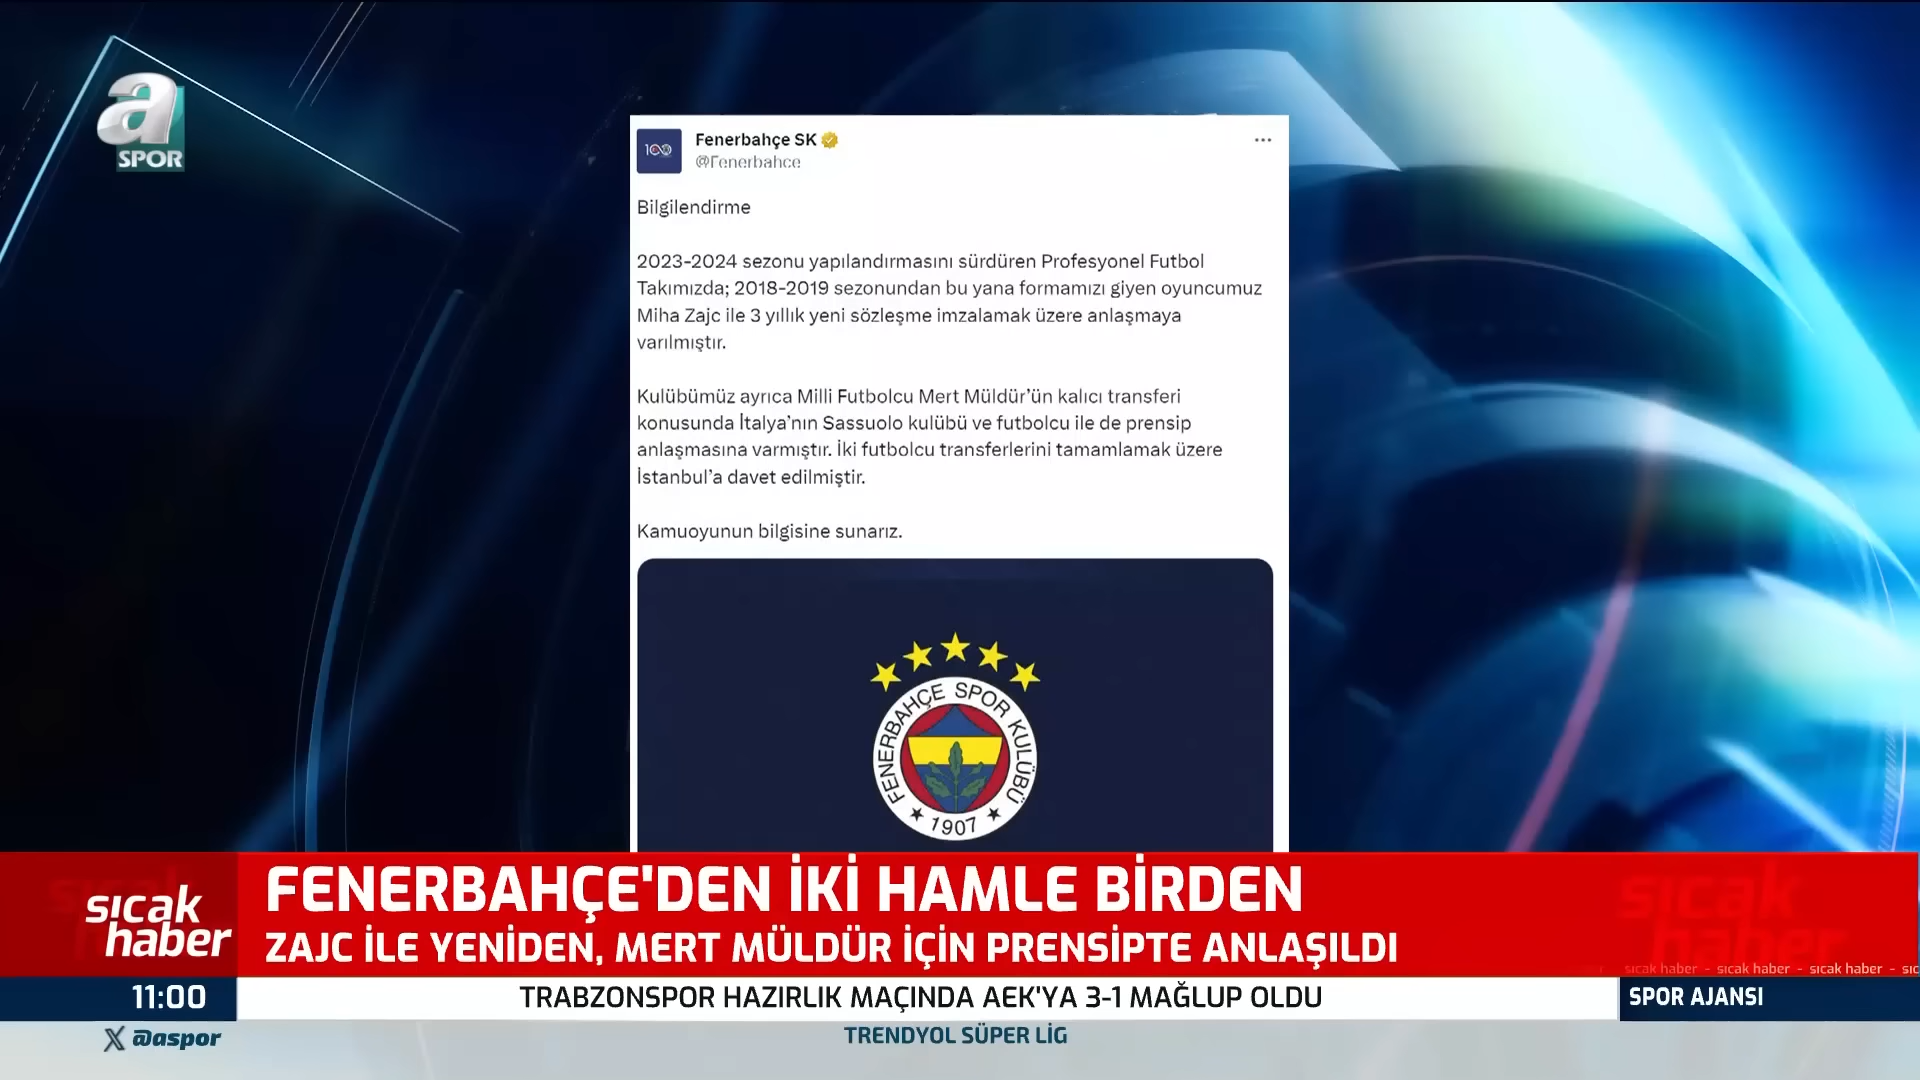 a
SPOR
100
Fenerbahçe SK
@Fenerbahce
Bilgilendirme
2023-2024 sezonu yapılandırmasını sürdüren Profesyonel Futbol
Takımızda; 2018-2019 sezonundan bu yana formamızı giyen oyuncumuz
Miha Zajc ile 3 yıllık yeni sözleşme imzalamak üzere anlaşmaya
varılmıştır.
Kulübümüz ayrıca Milli Futbolcu Mert Müldür’ün kalıcı transferi
konusunda İtalya’nın Sassuolo kulübü ve futbolcu ile de prensip
anlaşmasına varmıştır. İki futbolcu transferlerini tamamlamak üzere
İstanbul’a davet edilmiştir.
Kamuoyunun bilgisine sunarız.
FENERBAHÇE SPOR KULÜBÜ
★ 1907 ★
sıcak
haber
FENERBAHÇE'DEN İKİ HAMLE BİRDEN
ZAJC İLE YENİDEN, MERT MÜLDÜR İÇİN PRENSİPTE ANLAŞILDI
sıcak
haber
sıcak haber - sıcak haber - sıcak haber - sıc
11:00
TRABZONSPOR HAZIRLIK MAÇINDA AEK'YA 3-1 MAĞLUP OLDU
SPOR AJANSI
X @aspor
TRENDYOL SÜPER LİG